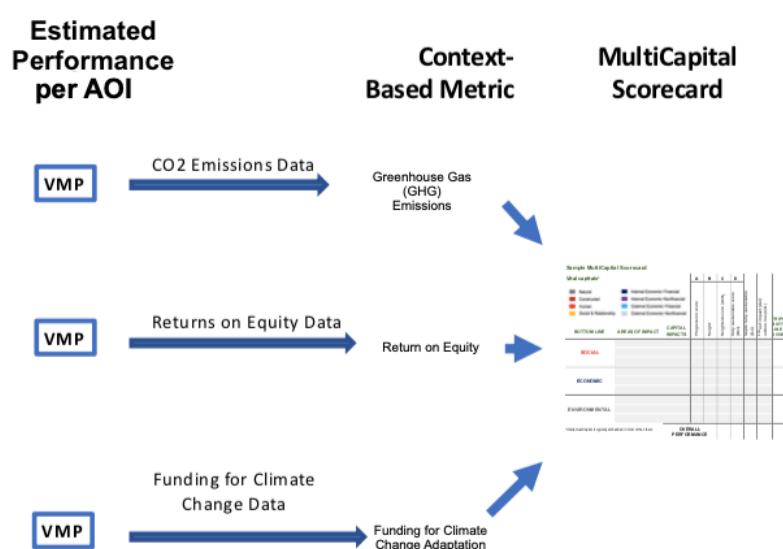 Estimated
Performance
per AOI
Context-
Based Metric
MultiCapital
Scorecard
VMP
CO2 Emissions Data
Greenhouse Gas
(GHG)
Emissions
VMP
Returns on Equity Data
Return on Equity
VMP
Funding for Climate
Change Data
Funding for Climate
Change Adaptation
Sample MultiCapital Scorecard
Vital capitals*
A B C D
Natural
Constructed
Human
Social & Relationship
Internal Economic Financial
Internal Economic Nonfinancial
External Economic Financial
External Economic Nonfinancial
BOTTOM LINE
AREAS OF IMPACT
CAPITAL
IMPACTS
SOCIAL
ECONOMIC
ENVIRONMENTAL
OVERALL
PERFORMANCE